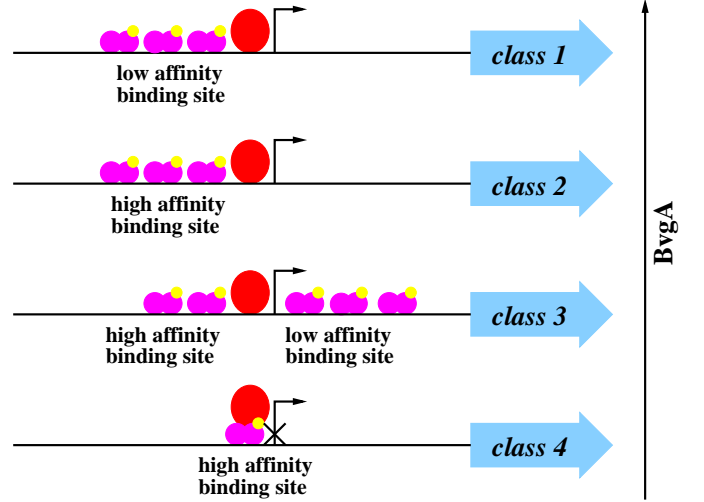 class 1
low affinity
binding site
class 2
high affinity
binding site
BvgA
class 3
high affinity
binding site
low affinity
binding site
class 4
high affinity
binding site